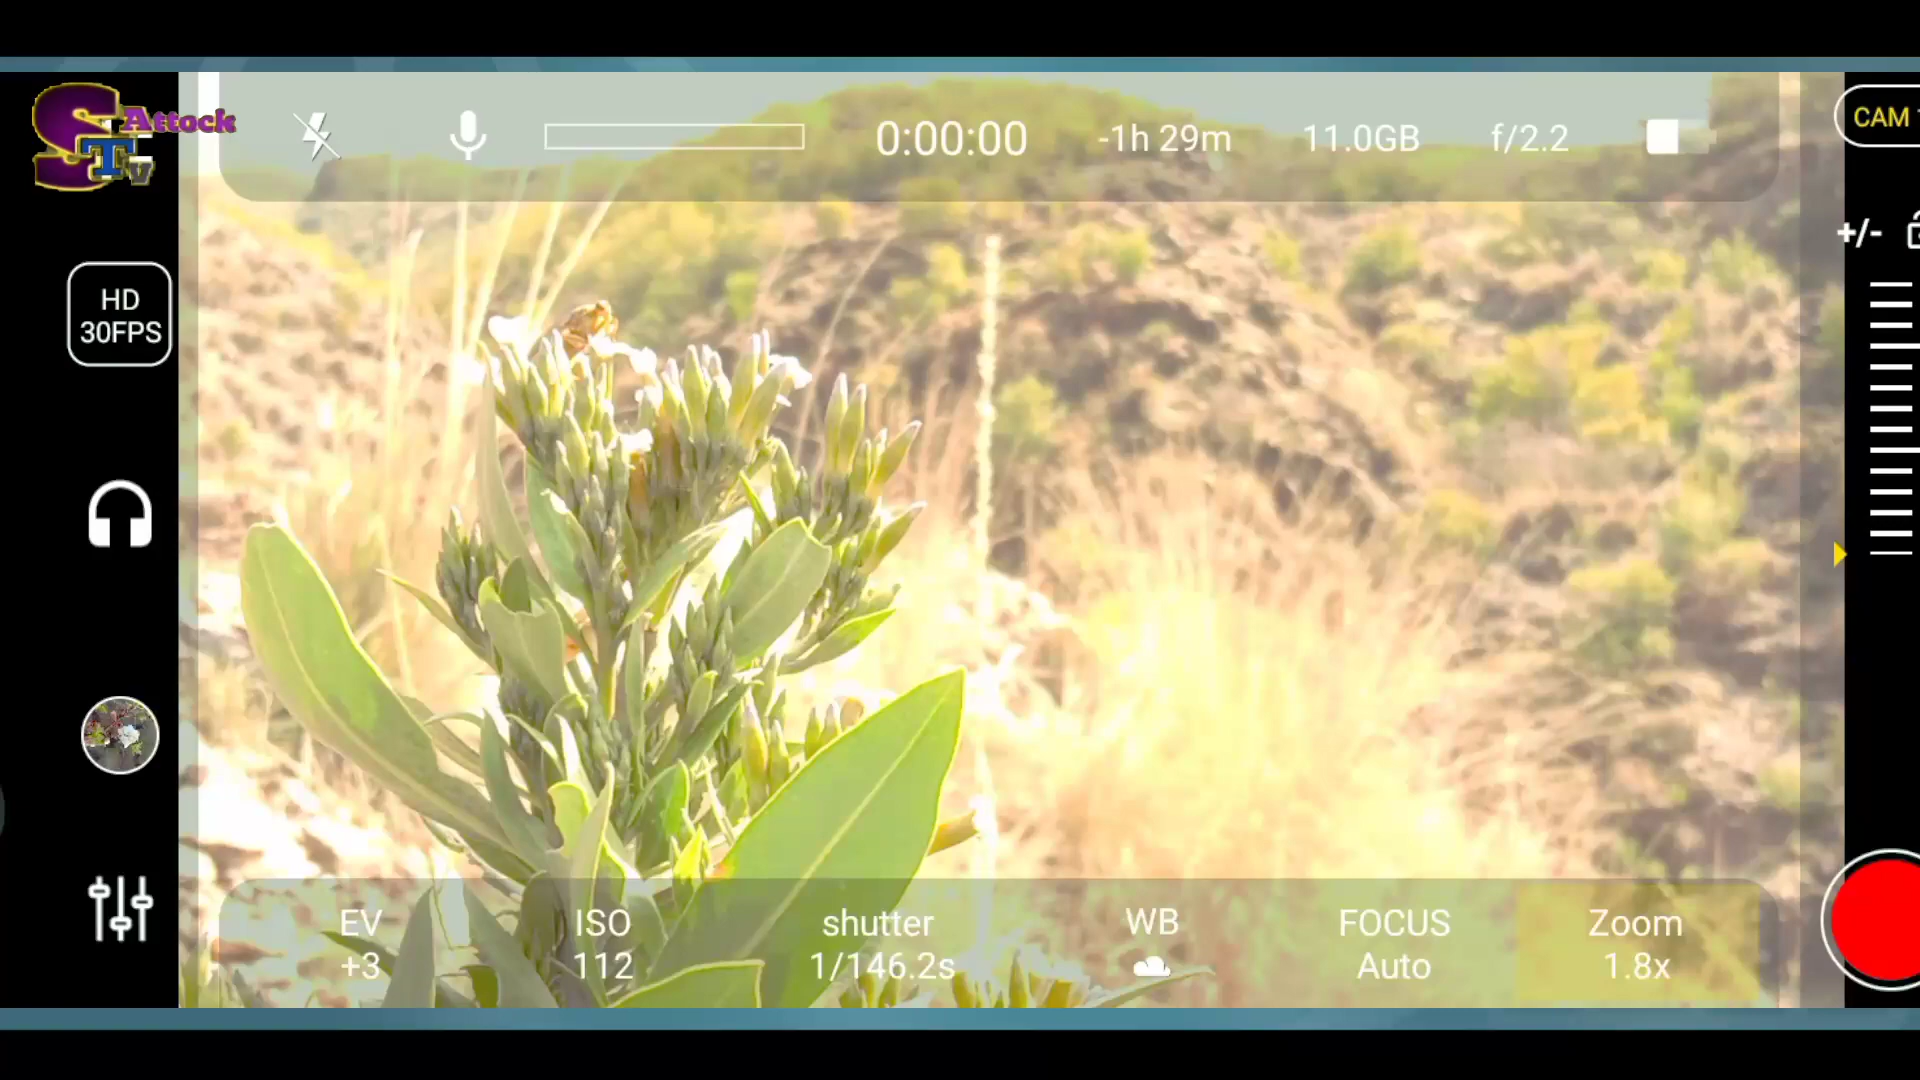 S Attock
TV
0:00:00
-1h 29m
11.0GB
f/2.2
CAM
+/-
HD
30FPS
EV
+3
ISO
112
shutter
1/146.2s
WB
FOCUS
Auto
Zoom
1.8x